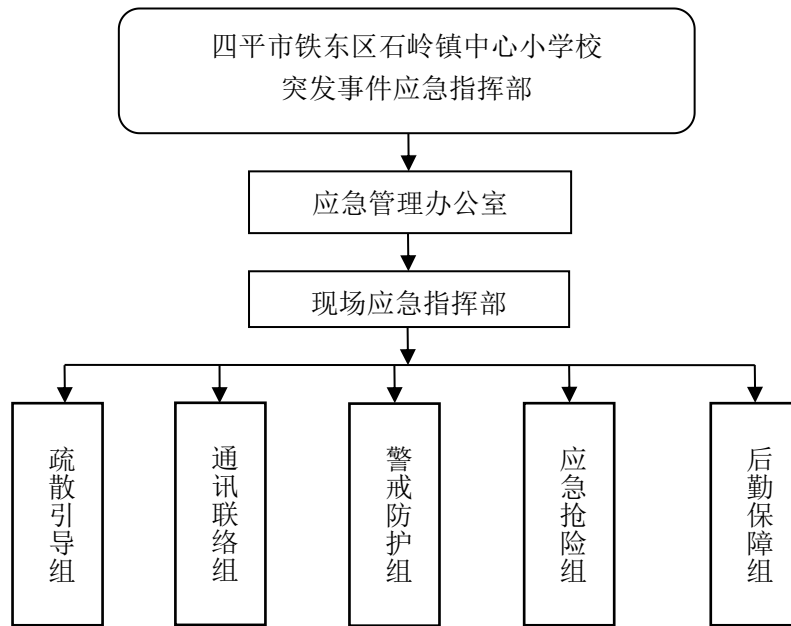 四平市铁东区石岭镇中心小学校
突发事件应急指挥部
应急管理办公室
现场应急指挥部
疏散引导组
通讯联络组
警戒防护组
应急抢险组
后勤保障组